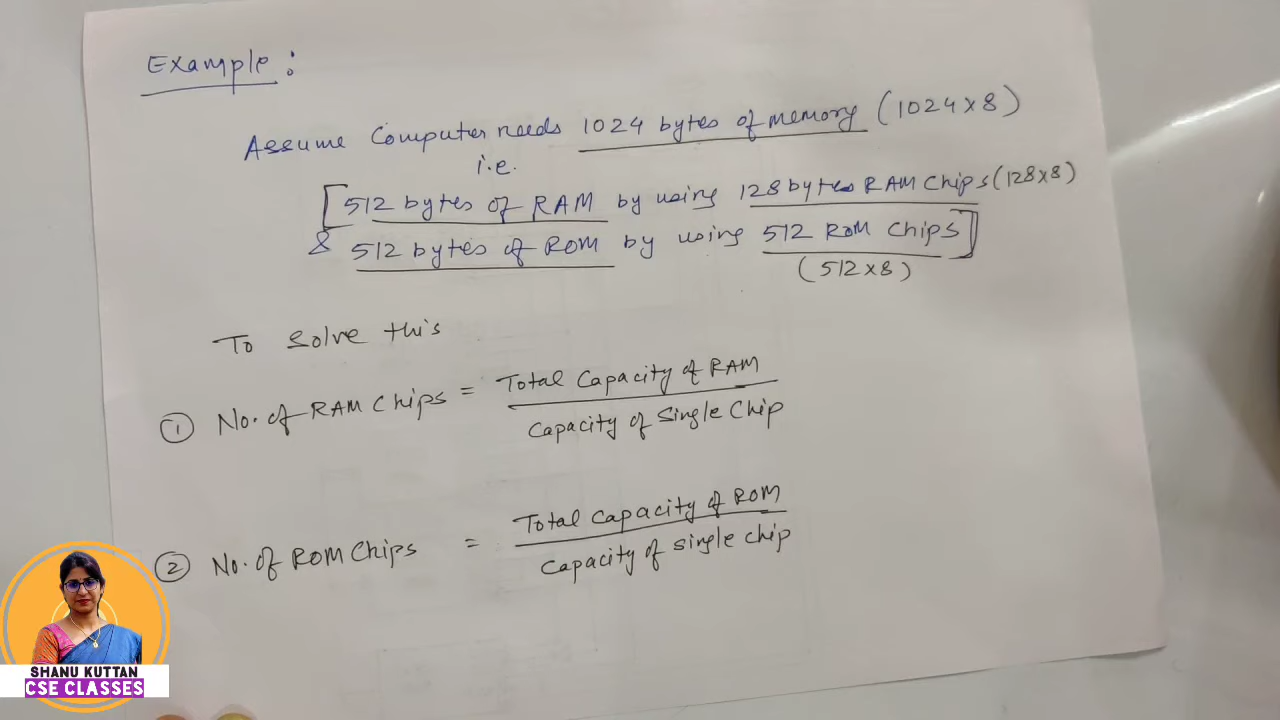 Example :
Assume Computer needs 1024 bytes of memory (1024×8)
i.e.
[512 bytes of RAM by using 128 bytes RAM Chips (128×8)
& 512 bytes of ROM by using 512 ROM Chips]
(512×8)
To solve this
① No. of RAM Chips = Total Capacity of RAM
Capacity of Single Chip
② No. of ROM Chips = Total Capacity of ROM
Capacity of single chip
SHANU KUTTAN
CSE CLASSES